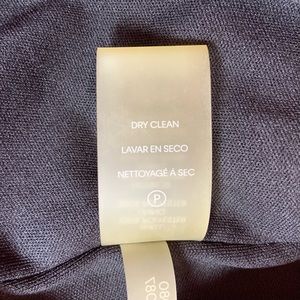 DRY CLEAN
LAVAR EN SECO
NETTOYAGÉ À SEC
P